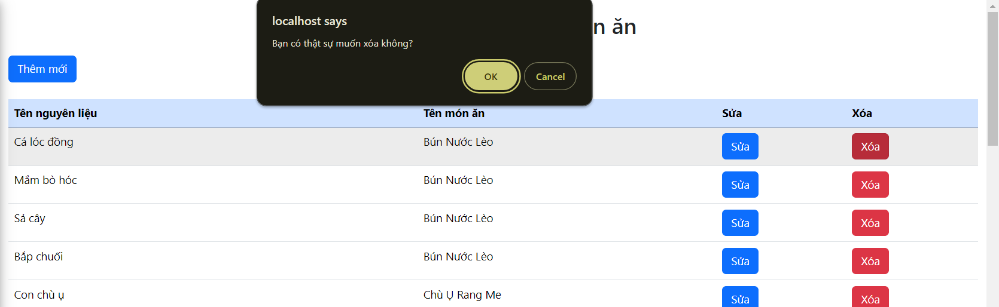 localhost says
Bạn có thật sự muốn xóa không?
OK Cancel
n ăn
Thêm mới
Tên nguyên liệu Tên món ăn Sửa Xóa
Cá lóc đồng Bún Nước Lèo Sửa Xóa
Mắm bò hóc Bún Nước Lèo Sửa Xóa
Sả cây Bún Nước Lèo Sửa Xóa
Bắp chuối Bún Nước Lèo Sửa Xóa
Con chù ụ Chù Ụ Rang Me Sửa Xóa